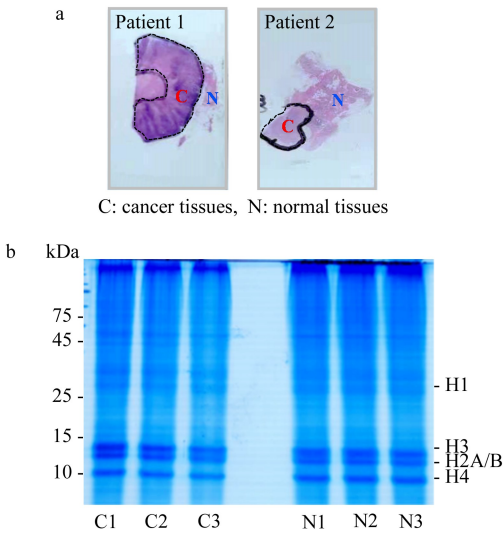 a
Patient 1 Patient 2
C N N
C
C: cancer tissues, N: normal tissues
b kDa
75 -
45 -
- H1
25 -
15 -
- H3
- H2A/B
10 -
- H4
C1 C2 C3 N1 N2 N3